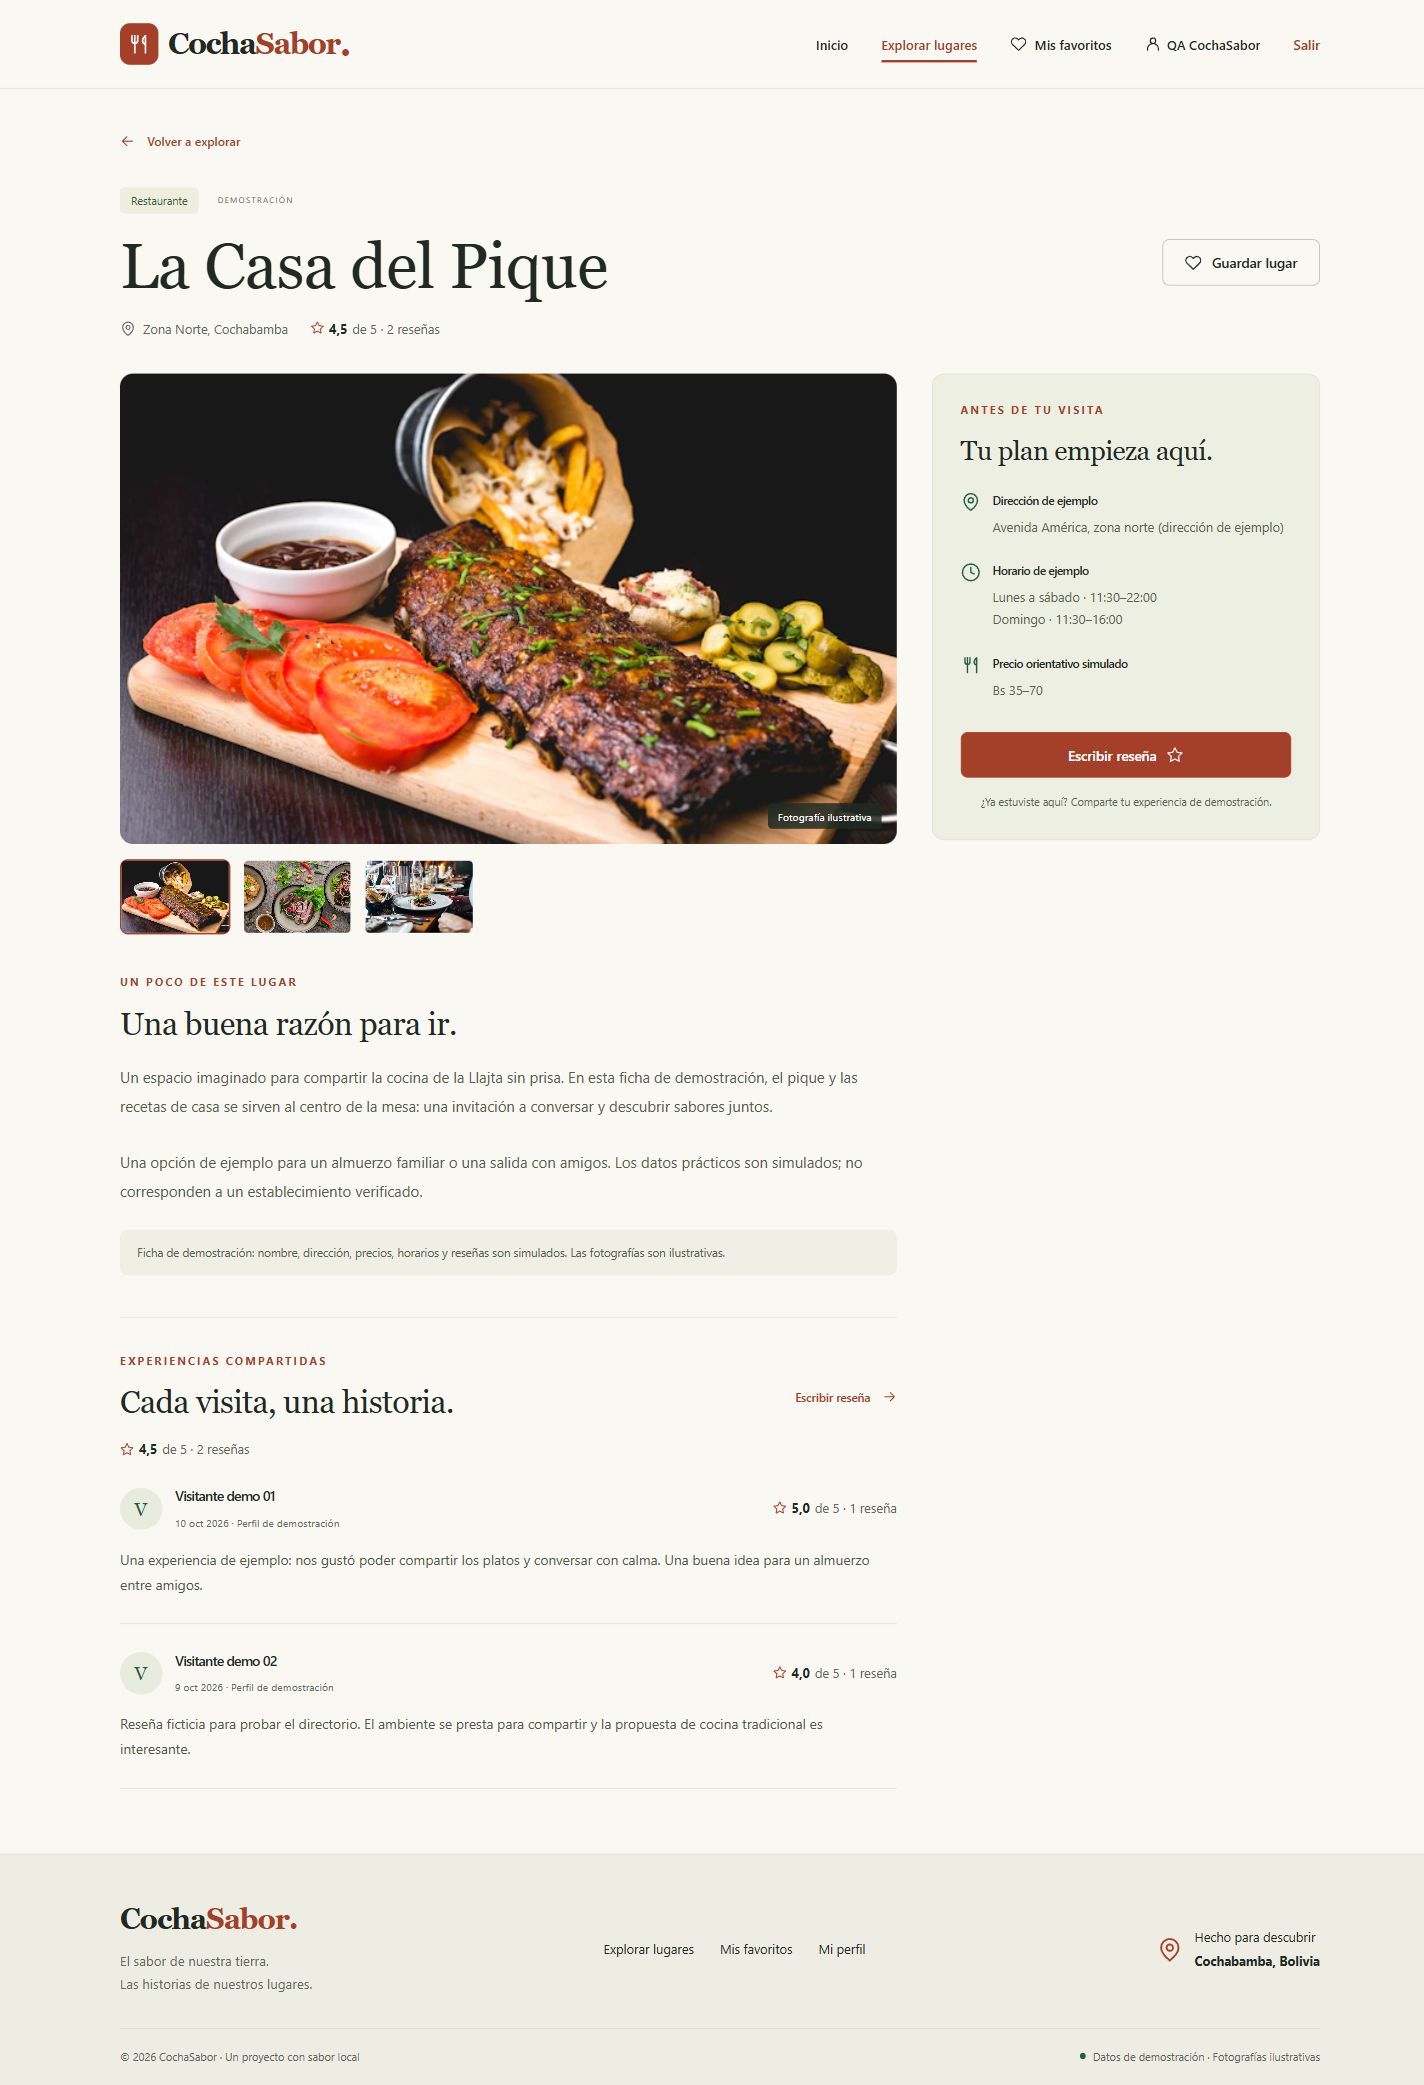 CochaSabor.
Inicio
Explorar lugares
Mis favoritos
QA CochaSabor
Salir
Volver a explorar
Restaurante
DEMOSTRACIÓN
La Casa del Pique
Guardar lugar
Zona Norte, Cochabamba
4,5 de 5 · 2 reseñas
Fotografía ilustrativa
ANTES DE TU VISITA
Tu plan empieza aquí.
Dirección de ejemplo
Avenida América, zona norte (dirección de ejemplo)
Horario de ejemplo
Lunes a sábado · 11:30–22:00
Domingo · 11:30–16:00
Precio orientativo simulado
Bs 35–70
Escribir reseña
¿Ya estuviste aquí? Comparte tu experiencia de demostración.
UN POCO DE ESTE LUGAR
Una buena razón para ir.
Un espacio imaginado para compartir la cocina de la Llajta sin prisa. En esta ficha de demostración, el pique y las
recetas de casa se sirven al centro de la mesa: una invitación a conversar y descubrir sabores juntos.
Una opción de ejemplo para un almuerzo familiar o una salida con amigos. Los datos prácticos son simulados; no
corresponden a un establecimiento verificado.
Ficha de demostración: nombre, dirección, precios, horarios y reseñas son simulados. Las fotografías son ilustrativas.
EXPERIENCIAS COMPARTIDAS
Cada visita, una historia.
Escribir reseña
4,5 de 5 · 2 reseñas
V
Visitante demo 01
10 oct 2026 · Perfil de demostración
5,0 de 5 · 1 reseña
Una experiencia de ejemplo: nos gustó poder compartir los platos y conversar con calma. Una buena idea para un almuerzo
entre amigos.
V
Visitante demo 02
9 oct 2026 · Perfil de demostración
4,0 de 5 · 1 reseña
Reseña ficticia para probar el directorio. El ambiente se presta para compartir y la propuesta de cocina tradicional es
interesante.
CochaSabor.
El sabor de nuestra tierra.
Las historias de nuestros lugares.
Explorar lugares
Mis favoritos
Mi perfil
Hecho para descubrir
Cochabamba, Bolivia
© 2026 CochaSabor · Un proyecto con sabor local
Datos de demostración · Fotografías ilustrativas